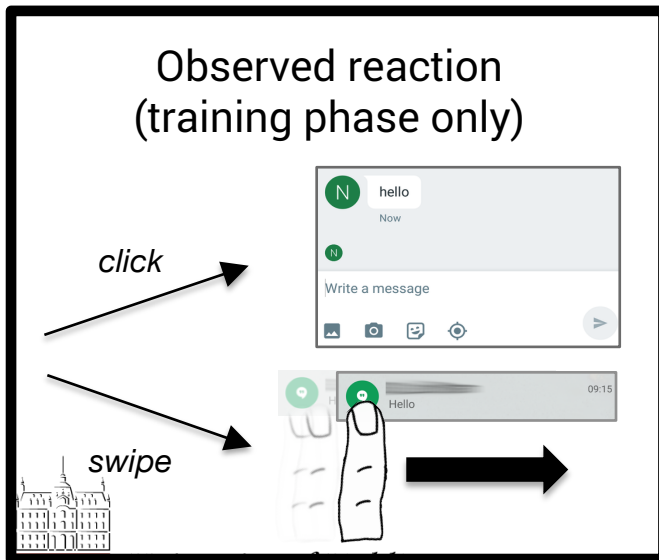 Observed reaction
(training phase only)
N
hello
Now
N
click
Write a message
09:15
Hello
swipe